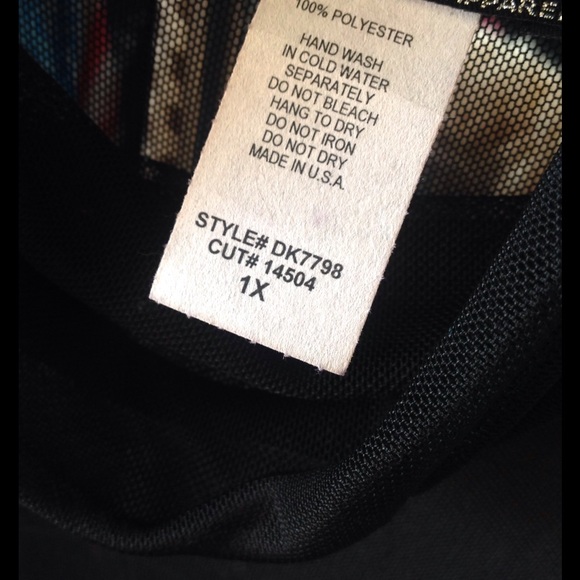 PPAREL
100% POLYESTER
HAND WASH
IN COLD WATER
SEPARATELY
DO NOT BLEACH
HANG TO DRY
DO NOT IRON
DO NOT DRY
MADE IN U.S.A.
STYLE# DK7798
CUT# 14504
1X